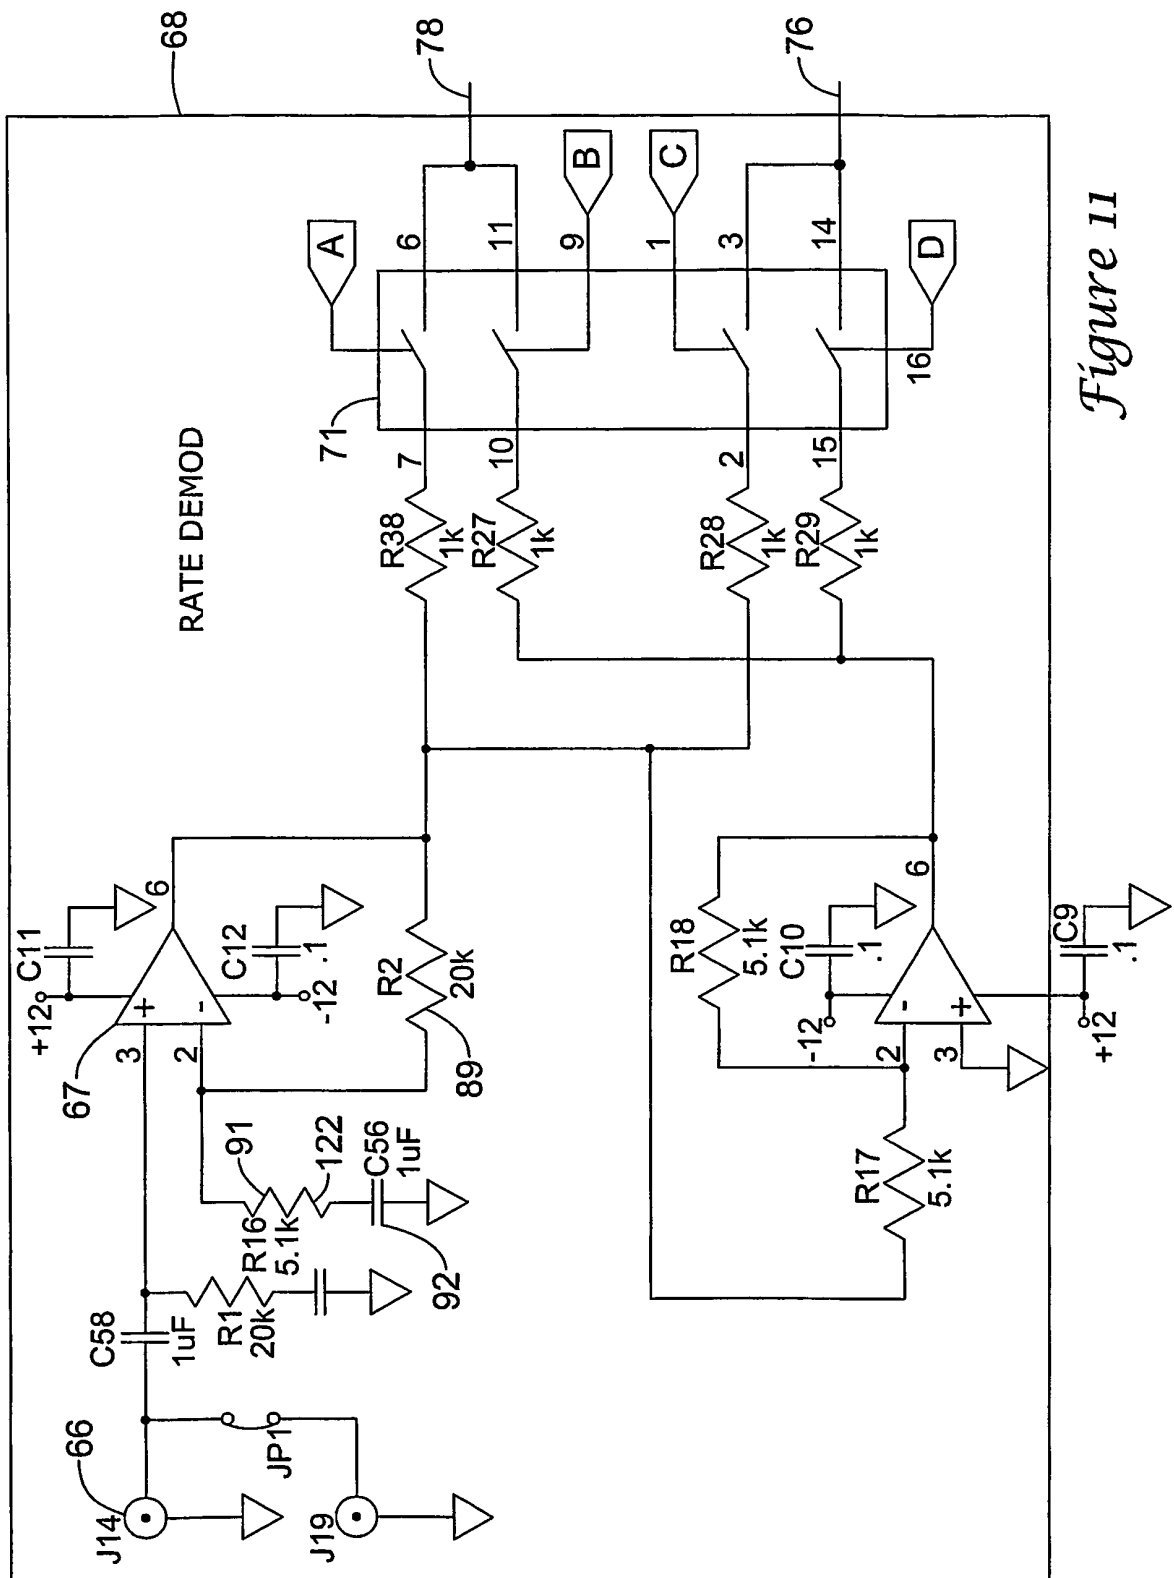 68
RATE DEMOD
78
76
A
B
C
D
6
11
9
1
3
14
16
71
7
10
2
15
R38
1k
R27
1k
R28
1k
R29
1k
+12
C11
67
3
+
6
2
-
C12
.1
-12
R2
20k
89
91
122
R16
5.1k
C56
1uF
92
C58
1uF
R1
20k
66
J14
JP1
J19
R18
5.1k
C10
.1
-12
2
-
6
3
+
C9
.1
+12
R17
5.1k
Figure 11